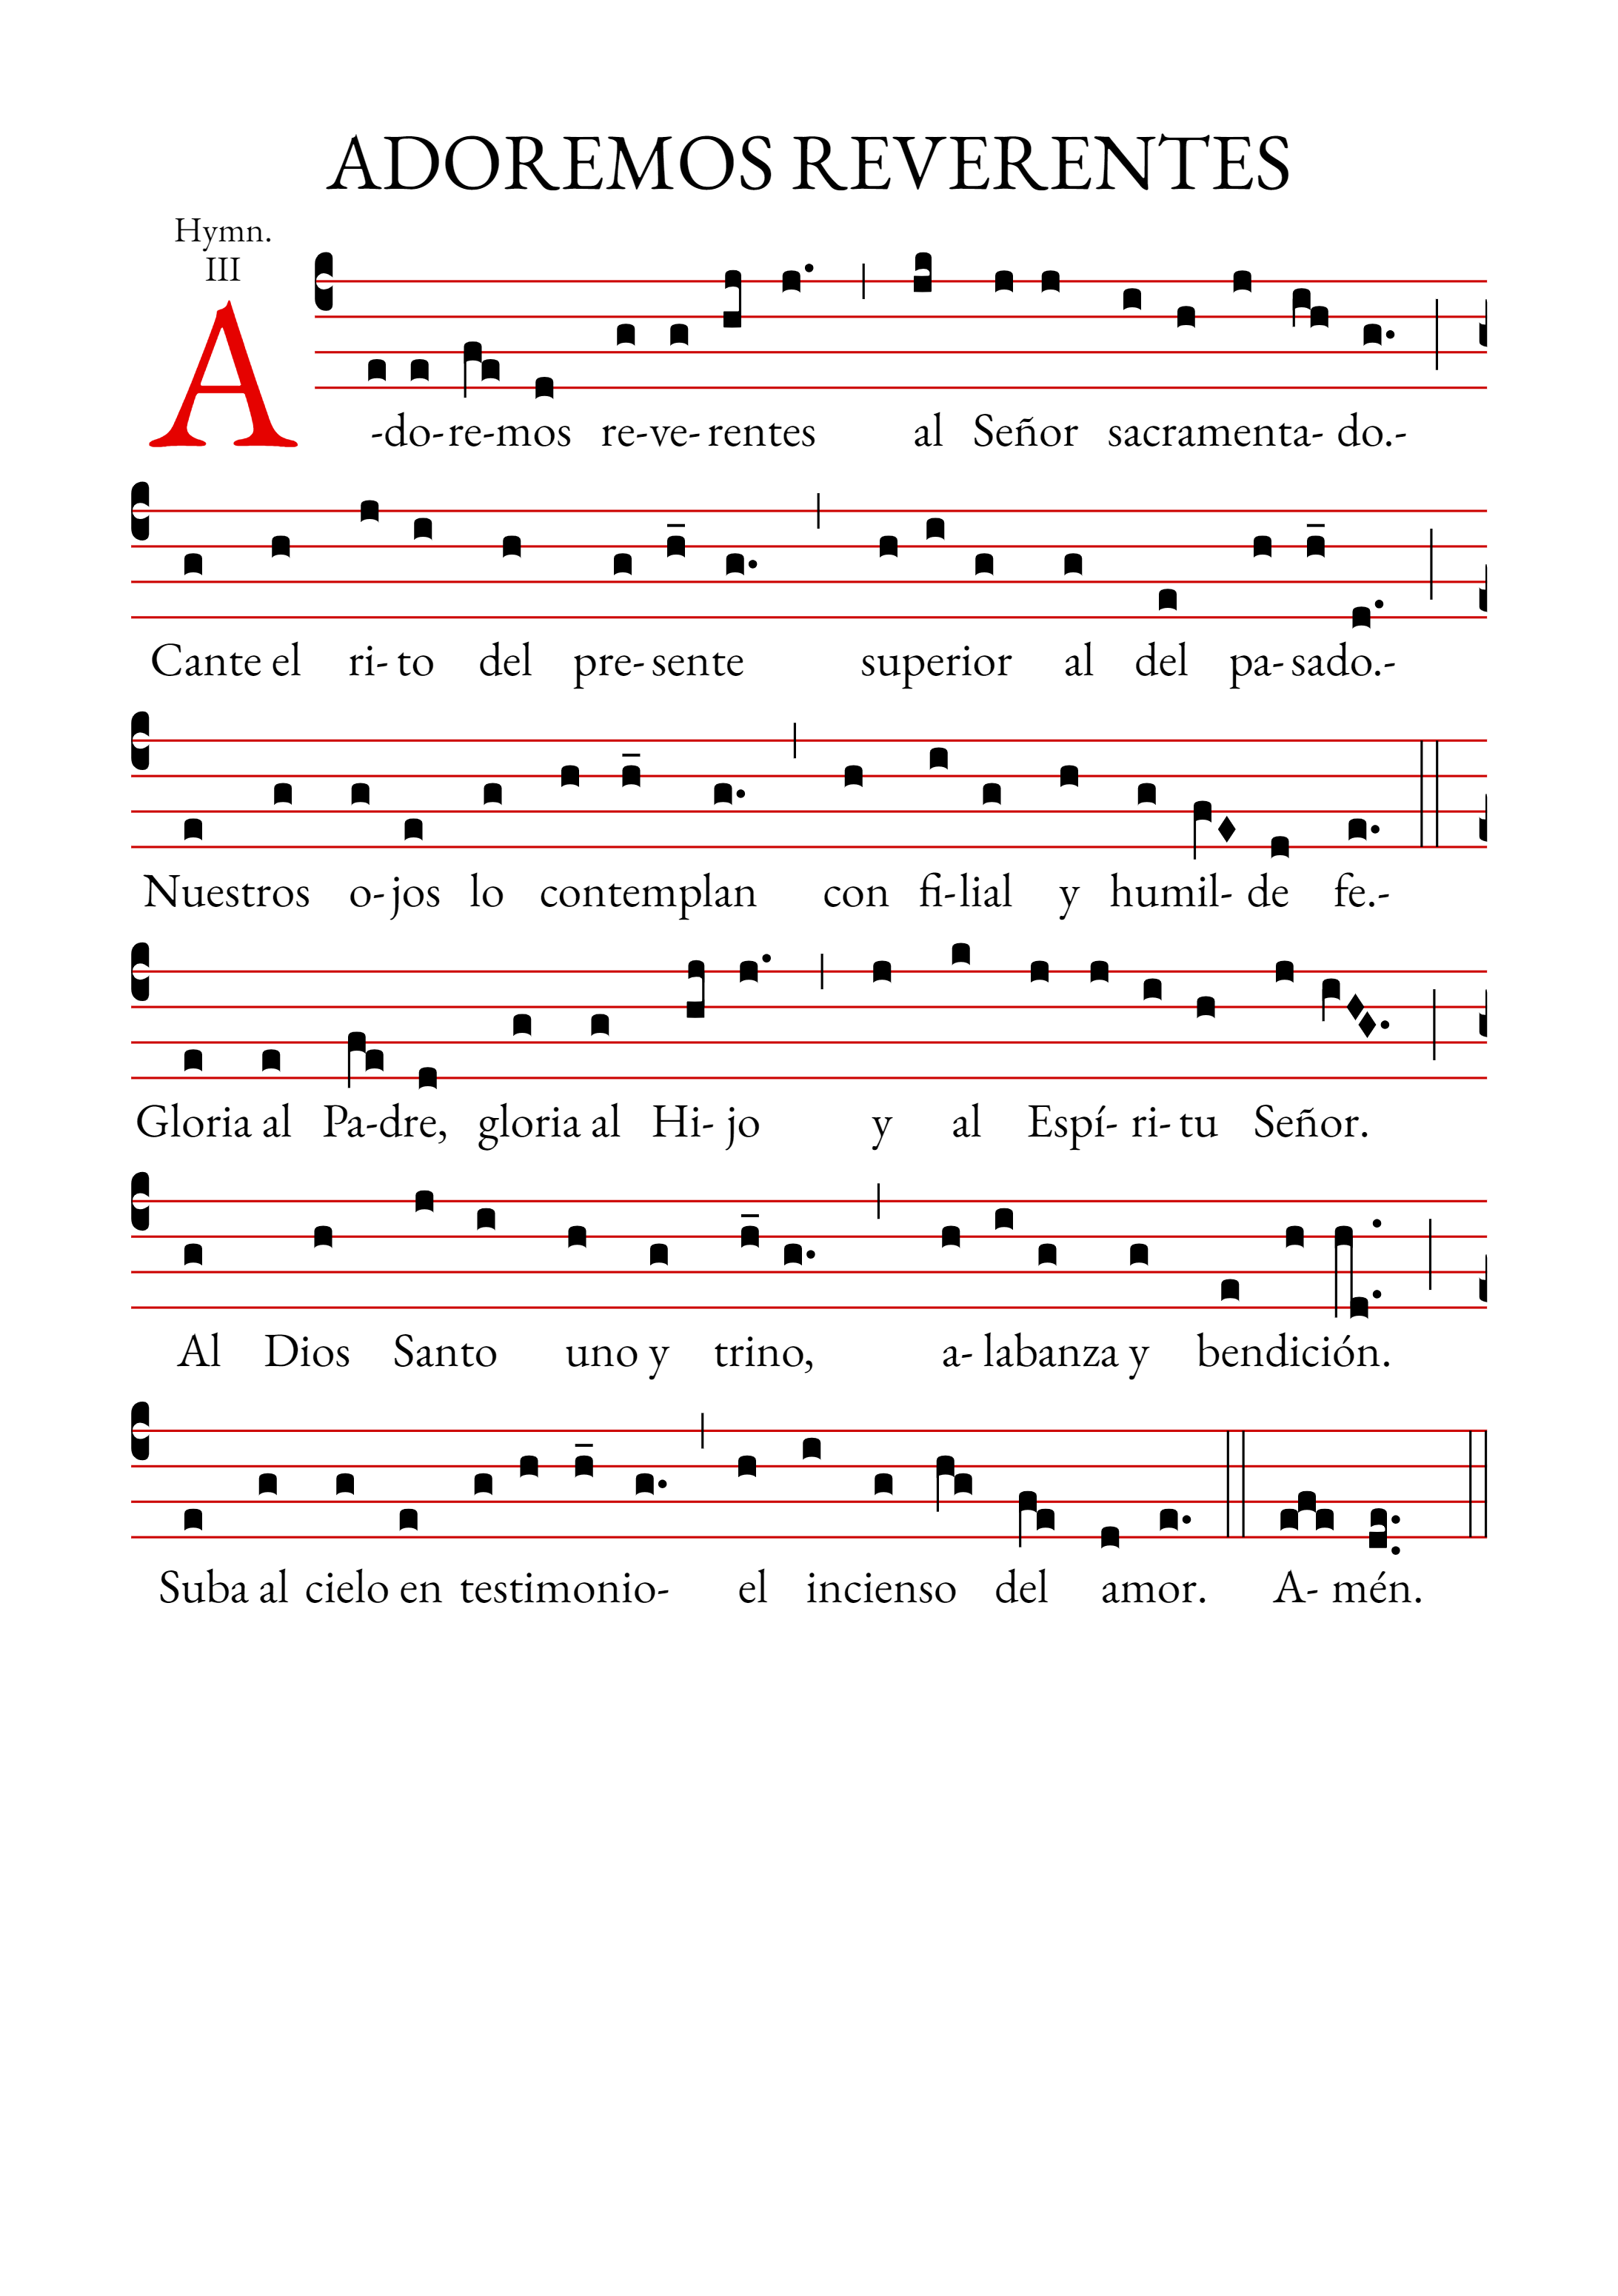 ADOREMOS REVERENTES
Hymn.
III
A-do-re-mos re-ve-rentes al Señor sacramenta- do.-
Cante el ri- to del pre- sente superior al del pa- sado.-
Nuestros o- jos lo contemplan con fi-lial y humil- de fe.-
Gloria al Pa-dre, gloria al Hi- jo y al Espí- ri- tu Señor.
Al Dios Santo uno y trino, a- labanza y bendición.
Suba al cielo en testimonio- el incienso del amor. A- mén.